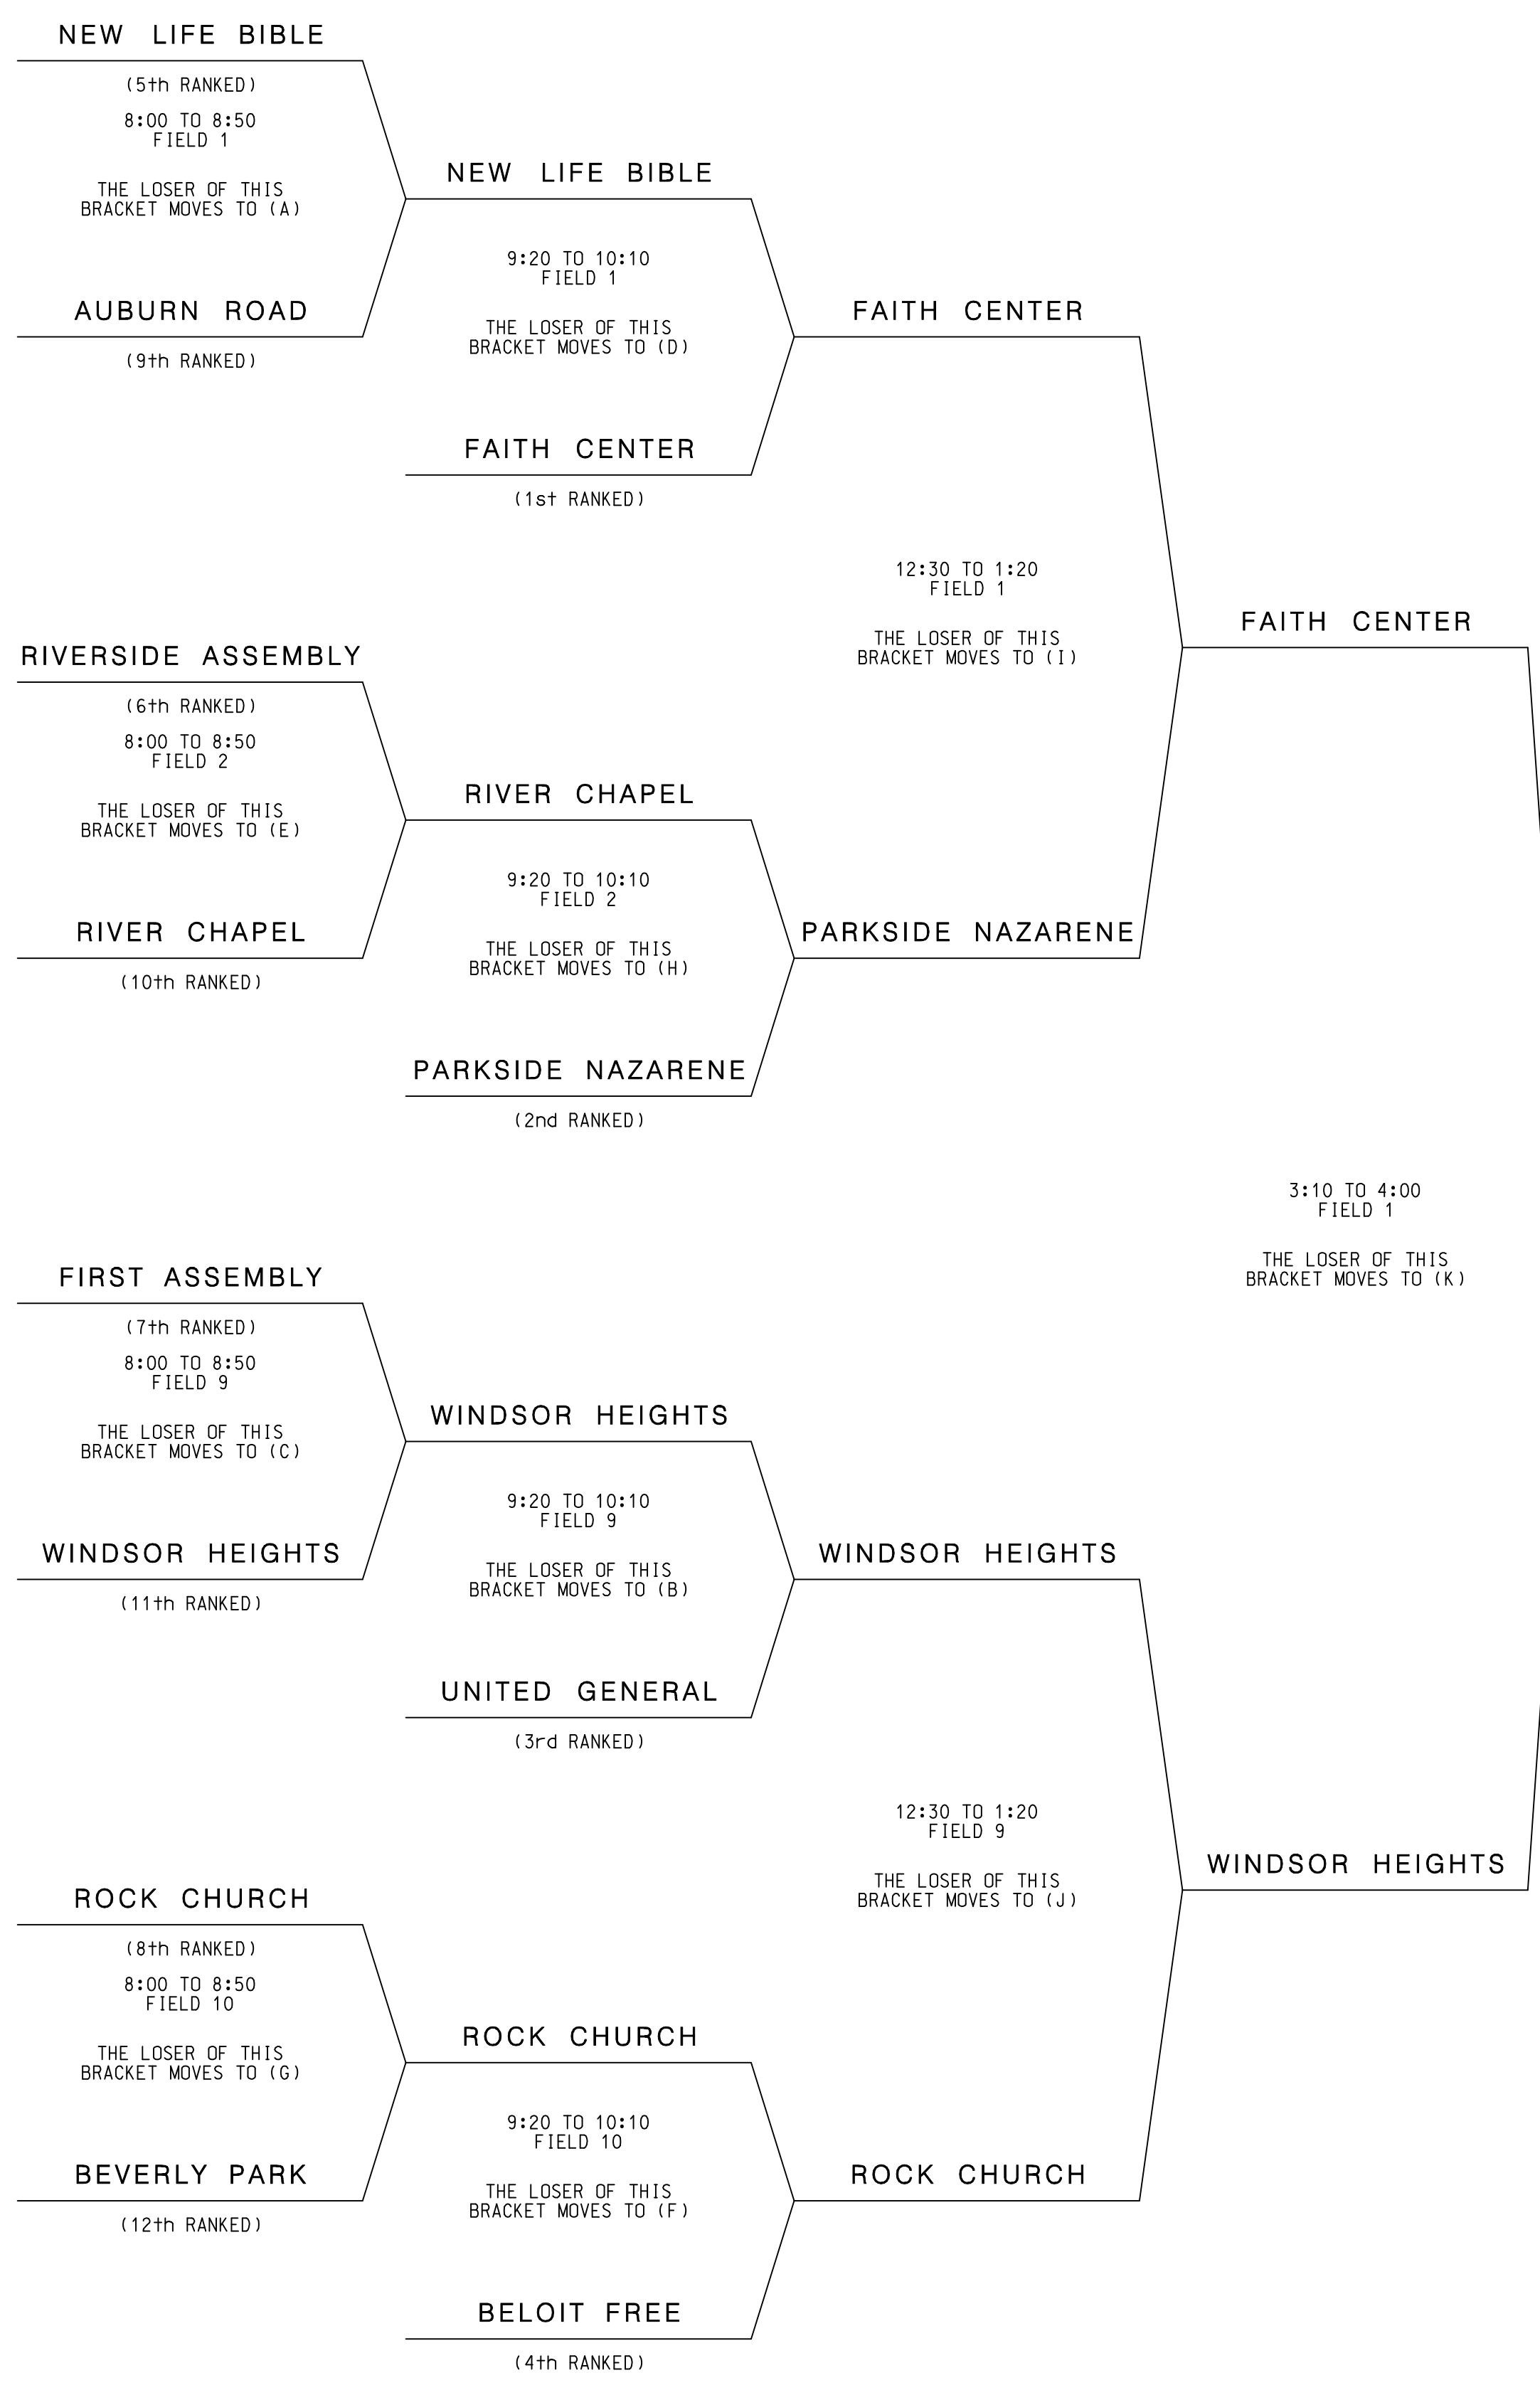 NEW LIFE BIBLE
(5th RANKED)
8:00 TO 8:50
FIELD 1
THE LOSER OF THIS
BRACKET MOVES TO (A)
AUBURN ROAD
(9th RANKED)
NEW LIFE BIBLE
9:20 TO 10:10
FIELD 1
THE LOSER OF THIS
BRACKET MOVES TO (D)
FAITH CENTER
(1st RANKED)
FAITH CENTER
12:30 TO 1:20
FIELD 1
THE LOSER OF THIS
BRACKET MOVES TO (I)
FAITH CENTER
RIVERSIDE ASSEMBLY
(6th RANKED)
8:00 TO 8:50
FIELD 2
THE LOSER OF THIS
BRACKET MOVES TO (E)
RIVER CHAPEL
(10th RANKED)
RIVER CHAPEL
9:20 TO 10:10
FIELD 2
THE LOSER OF THIS
BRACKET MOVES TO (H)
PARKSIDE NAZARENE
(2nd RANKED)
PARKSIDE NAZARENE
3:10 TO 4:00
FIELD 1
THE LOSER OF THIS
BRACKET MOVES TO (K)
FIRST ASSEMBLY
(7th RANKED)
8:00 TO 8:50
FIELD 9
THE LOSER OF THIS
BRACKET MOVES TO (C)
WINDSOR HEIGHTS
(11th RANKED)
WINDSOR HEIGHTS
9:20 TO 10:10
FIELD 9
THE LOSER OF THIS
BRACKET MOVES TO (B)
UNITED GENERAL
(3rd RANKED)
WINDSOR HEIGHTS
12:30 TO 1:20
FIELD 9
THE LOSER OF THIS
BRACKET MOVES TO (J)
WINDSOR HEIGHTS
ROCK CHURCH
(8th RANKED)
8:00 TO 8:50
FIELD 10
THE LOSER OF THIS
BRACKET MOVES TO (G)
BEVERLY PARK
(12th RANKED)
ROCK CHURCH
9:20 TO 10:10
FIELD 10
THE LOSER OF THIS
BRACKET MOVES TO (F)
BELOIT FREE
(4th RANKED)
ROCK CHURCH